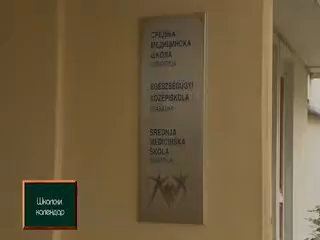 СРЕДЊА
МЕДИЦИНСКА
ШКОЛА
EGÉSZSÉGÜGYI
KÖZÉPISKOLA
SREDNJA
MEDICINSKA
ŠKOLA
Школски
календар